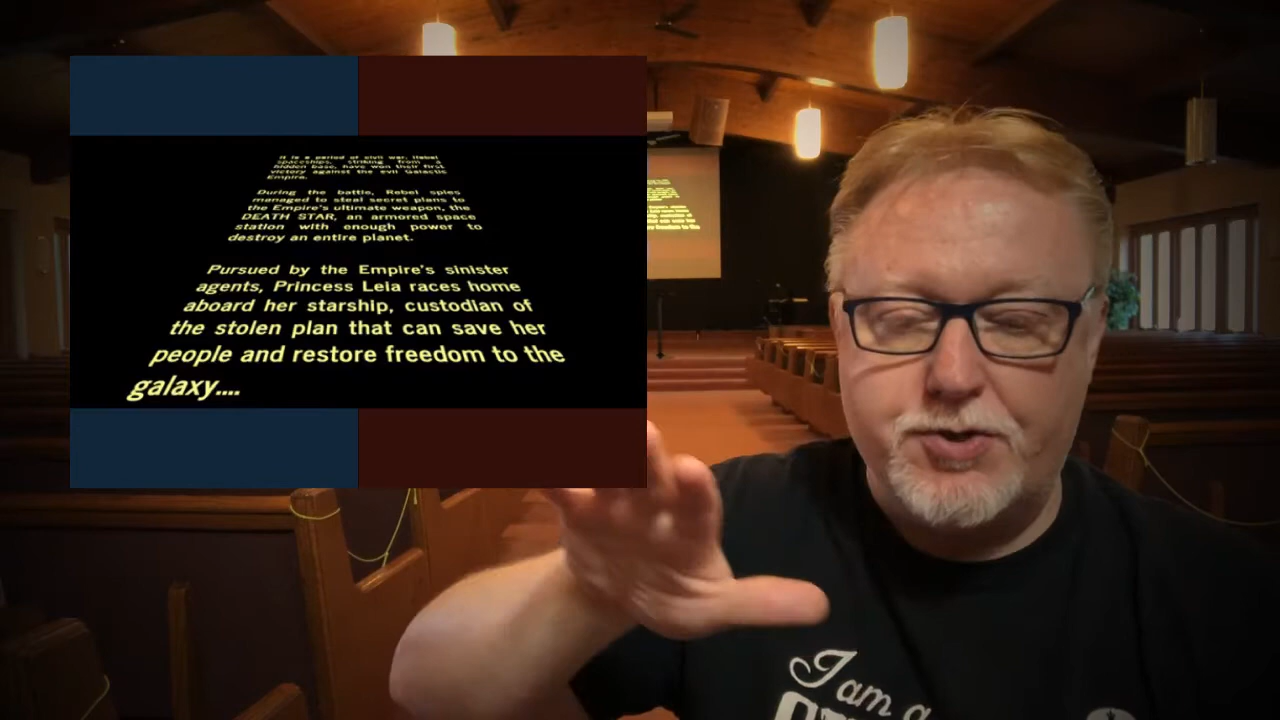 It is a period of civil war. Rebel
spaceships, striking from a
hidden base, have won their first
victory against the evil Galactic
Empire.
During the battle, Rebel spies
managed to steal secret plans to
the Empire's ultimate weapon, the
DEATH STAR, an armored space
station with enough power to
destroy an entire planet.
Pursued by the Empire's sinister
agents, Princess Leia races home
aboard her starship, custodian of
the stolen plan that can save her
people and restore freedom to the
galaxy....
I am a